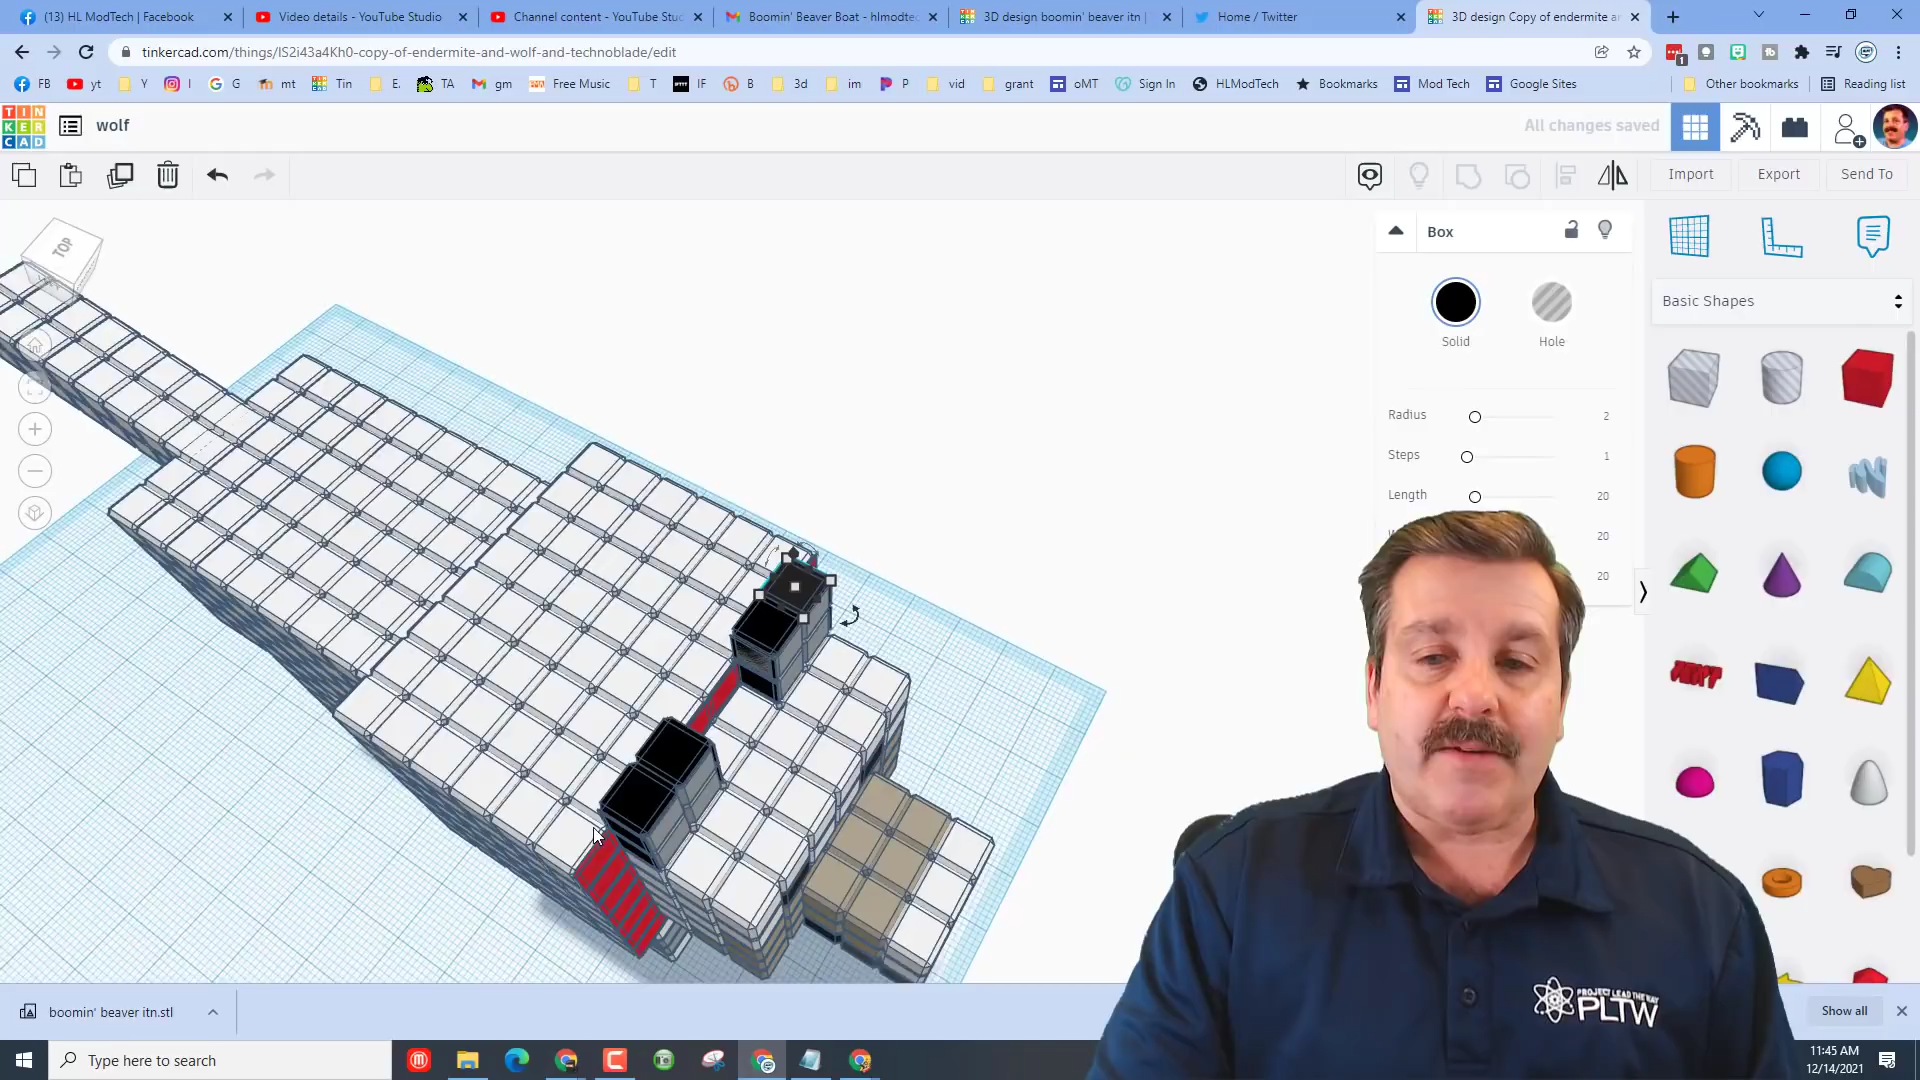 (13) HL ModTech | Facebook
Video details - YouTube Studio
Channel content - YouTube Stu
Boomin' Beaver Boat - hlmodte
3D design boomin' beaver itn |
Home / Twitter
3D design Copy of endermite a
tinkercad.com/things/lS2i43a4Kh0-copy-of-endermite-and-wolf-and-technoblade/edit
1
FB
yt
Y
I
G
mt
Tin
E.
TA
gm
Free Music
T
IF
B
3d
im
P
vid
grant
oMT
Sign In
HLModTech
Bookmarks
Mod Tech
Google Sites
Other bookmarks
Reading list
TIN
KER
CAD
wolf
All changes saved
Import
Export
Send To
TOP
Box
Solid
Hole
Radius
2
Steps
1
Length
20
20
20
Basic Shapes
PROJECT LEAD THE WAY
PLTW
boomin' beaver itn.stl
Show all
Type here to search
11:45 AM
12/14/2021